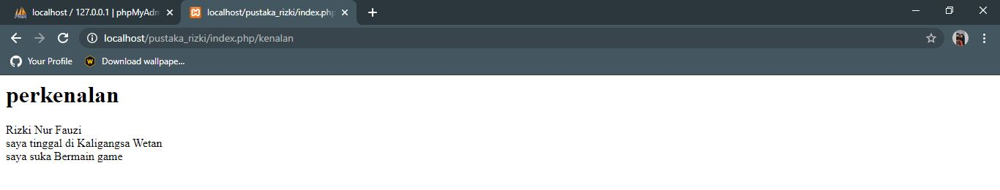 localhost / 127.0.0.1 | phpMyAdm
localhost/pustaka_rizki/index.php
localhost/pustaka_rizki/index.php/kenalan
Your Profile
Download wallpape...
perkenalan
Rizki Nur Fauzi
saya tinggal di Kaligangsa Wetan
saya suka Bermain game